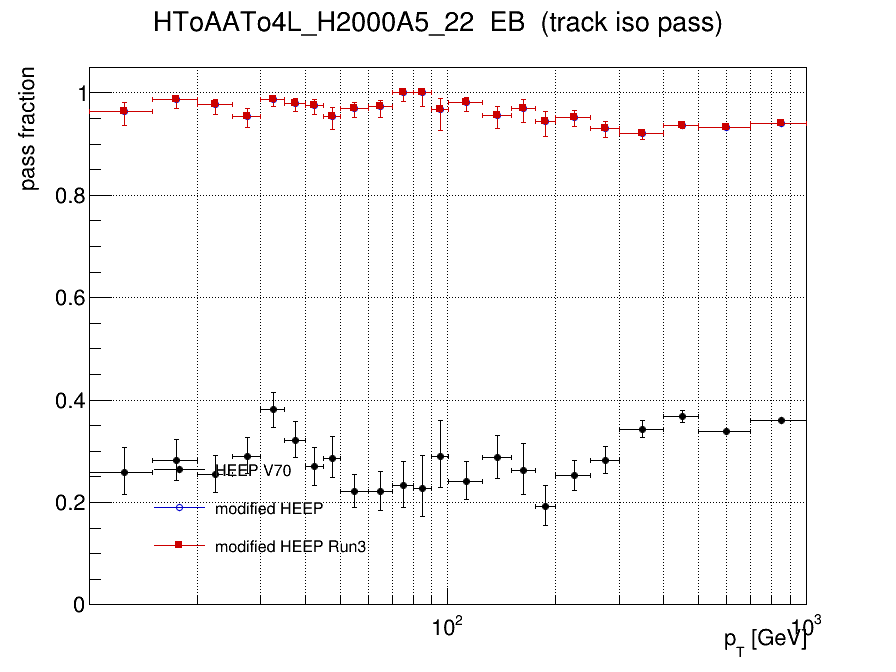 HToAATo4L_H2000A5_22 EB (track iso pass)
pass fraction
1
0.8
0.6
0.4
0.2
0
HEEP V70
modified HEEP
modified HEEP Run3
10²
10³
p_T [GeV]